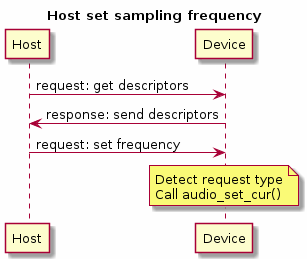 Host set sampling frequency
Host
Device
request: get descriptors
response: send descriptors
request: set frequency
Detect request type
Call audio_set_cur()
Host
Device